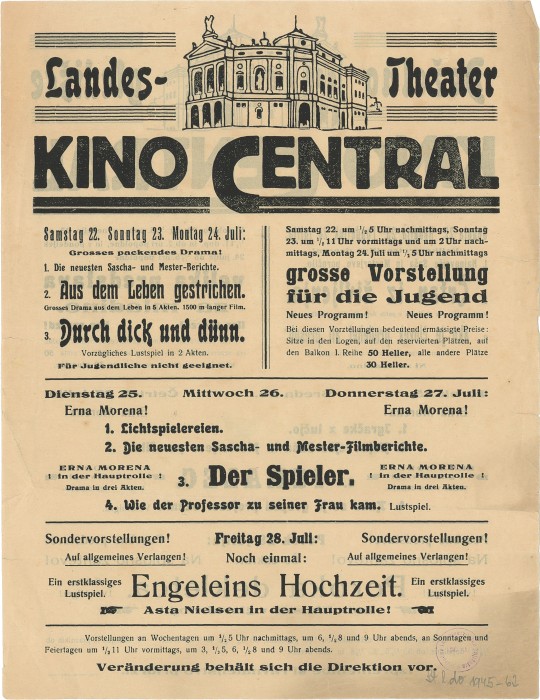 Landes- Theater
KINO CENTRAL
Samstag 22. Sonntag 23. Montag 24. Juli:
Grosses packendes Drama!
1. Die neuesten Sascha- und Mester-Berichte.
2. Aus dem Leben gestrichen.
Grosses Drama aus dem Leben in 5 Akten. 1500 m langer Film.
3. Durch dick und dünn.
Vorzügliches Lustspiel in 2 Akten.
Für Jugendliche nicht geeignet.
Samstag 22. um 1/2 5 Uhr nachmittags, Sonntag
23. um 1/2 11 Uhr vormittags und um 2 Uhr nach-
mittags, Montag 24. Juli um 1/2 5 Uhr nachmittags
grosse Vorstellung
für die Jugend
Neues Programm! Neues Programm!
Bei diesen Vorztellungen bedeutend ermässigte Preise:
Sitze in den Logen, auf den reservierten Plätzen, auf
den Balkon I. Reihe 50 Heller, alle andere Plätze
30 Heller.
Dienstag 25. Mittwoch 26. Donnerstag 27. Juli:
Erna Morena! Erna Morena!
1. Lichtspielereien.
2. Die neuesten Sascha- und Mester-Filmberichte.
ERNA MORENA
! in der Hauptrolle !
Drama in drei Akten.
3. Der Spieler.
ERNA MORENA
! in der Hauptrolle !
Drama in drei Akten.
4. Wie der Professor zu seiner Frau kam. Lustspiel.
Sondervorstellungen! Freitag 28. Juli: Sondervorstellungen!
Auf allgemeines Verlangen! Noch einmal: Auf allgemeines Verlangen!
Ein erstklassiges
Lustspiel.
Engeleins Hochzeit.
Ein erstklassiges
Lustspiel.
Asta Nielsen in der Hauptrolle!
Vorstellungen an Wochentagen um 1/2 5 Uhr nachmittags, um 6, 1/2 8 und 9 Uhr abends, an Sonntagen und
Feiertagen um 1/2 11 Uhr vormittags, um 3, 1/2 5, 6, 1/2 8 und 9 Uhr abends.
Veränderung behält sich die Direktion vor.
1945-62